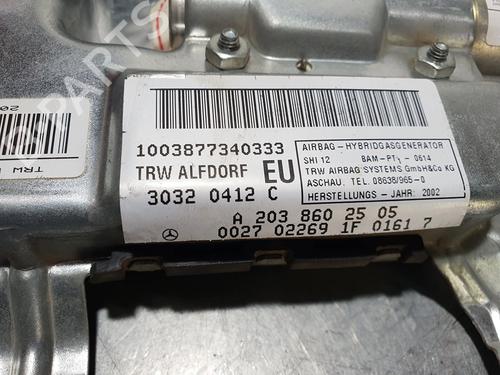 1003877340333
TRW ALFDORF EU
3032 0412 C
AIRBAG-HYBRIDGASGENERATOR
SHI 12 BAM-PT1-0614
TRW AIRBAG SYSTEMS GmbH&Co KG
ASCHAU. TEL. 08638/965-0
HERSTELLUNGS - JAHR: 2002
A 203 860 25 05
0027 02269 1F 0161 7
TRW
PARTS